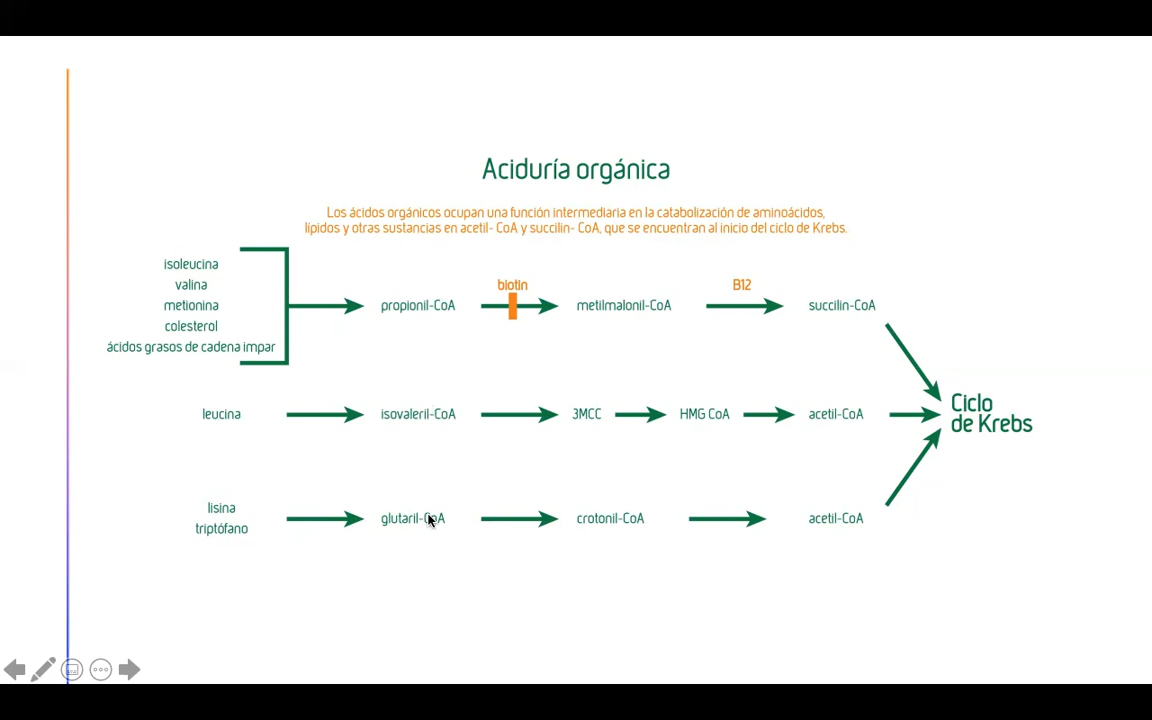 Aciduría orgánica
Los ácidos orgánicos ocupan una función intermediaria en la catabolización de aminoácidos,
lípidos y otras sustancias en acetil- CoA y succilin- CoA, que se encuentran al inicio del ciclo de Krebs.
isoleucina
valina
metionina
colesterol
ácidos grasos de cadena impar
propionil-CoA
biotin
metilmalonil-CoA
B12
succilin-CoA
leucina
isovaleril-CoA
3MCC
HMG CoA
acetil-CoA
Ciclo
de Krebs
lisina
triptófano
glutaril-CoA
crotonil-CoA
acetil-CoA